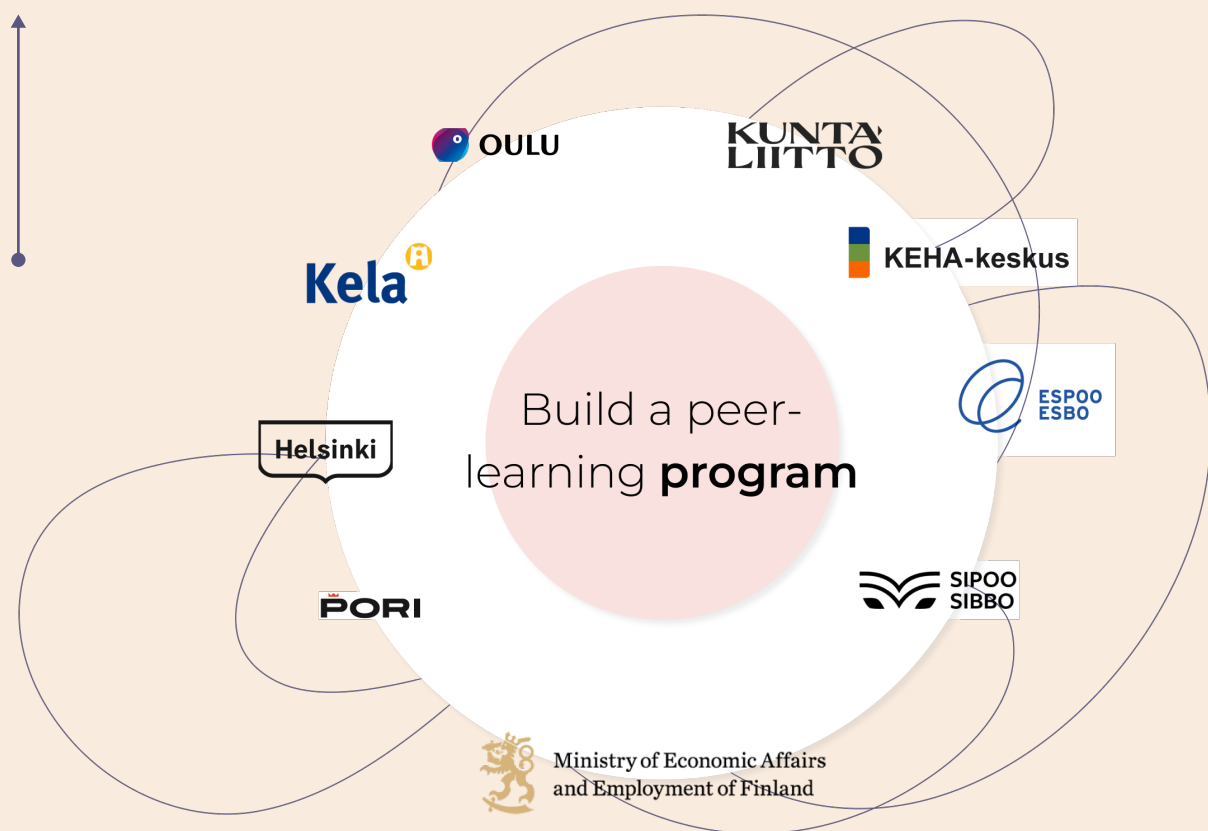 OULU
KUNTA
LIITTO
Kela
KEHA-keskus
Build a peer-
learning program
ESPOO
ESBO
Helsinki
SIPOO
SIBBO
PORI
Ministry of Economic Affairs
and Employment of Finland